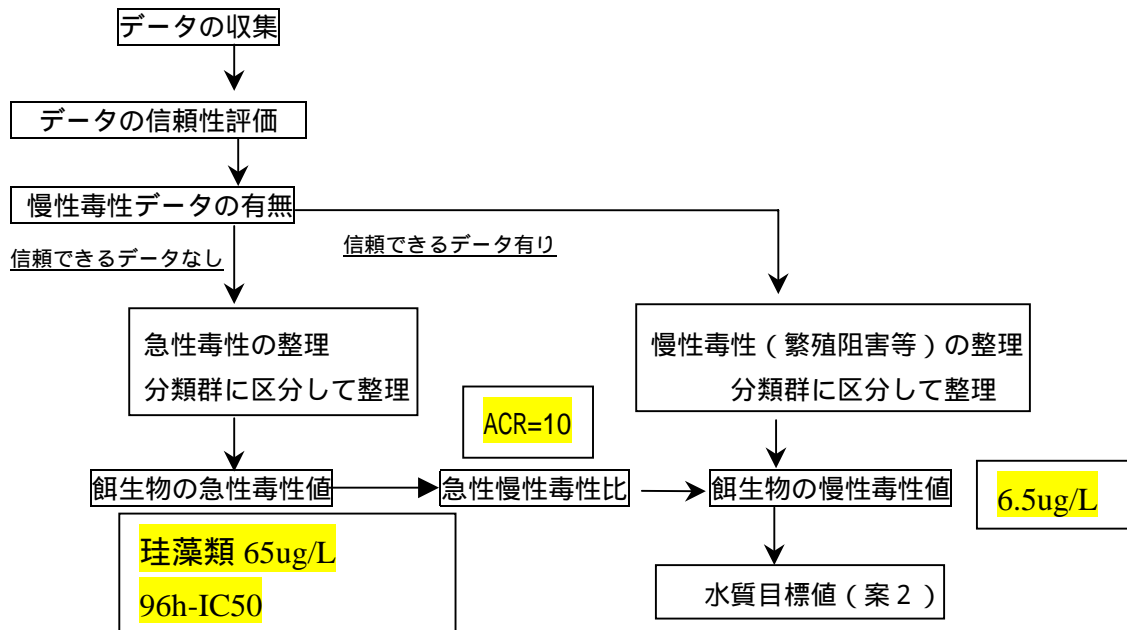 データの収集
データの信頼性評価
慢性毒性データの有無
信頼できるデータなし
信頼できるデータ有り
急性毒性の整理
分類群に区分して整理
慢性毒性（繁殖阻害等）の整理
分類群に区分して整理
ACR=10
餌生物の急性毒性値
急性慢性毒性比
餌生物の慢性毒性値
6.5ug/L
珪藻類 65ug/L
96h-IC50
水質目標値（案２）